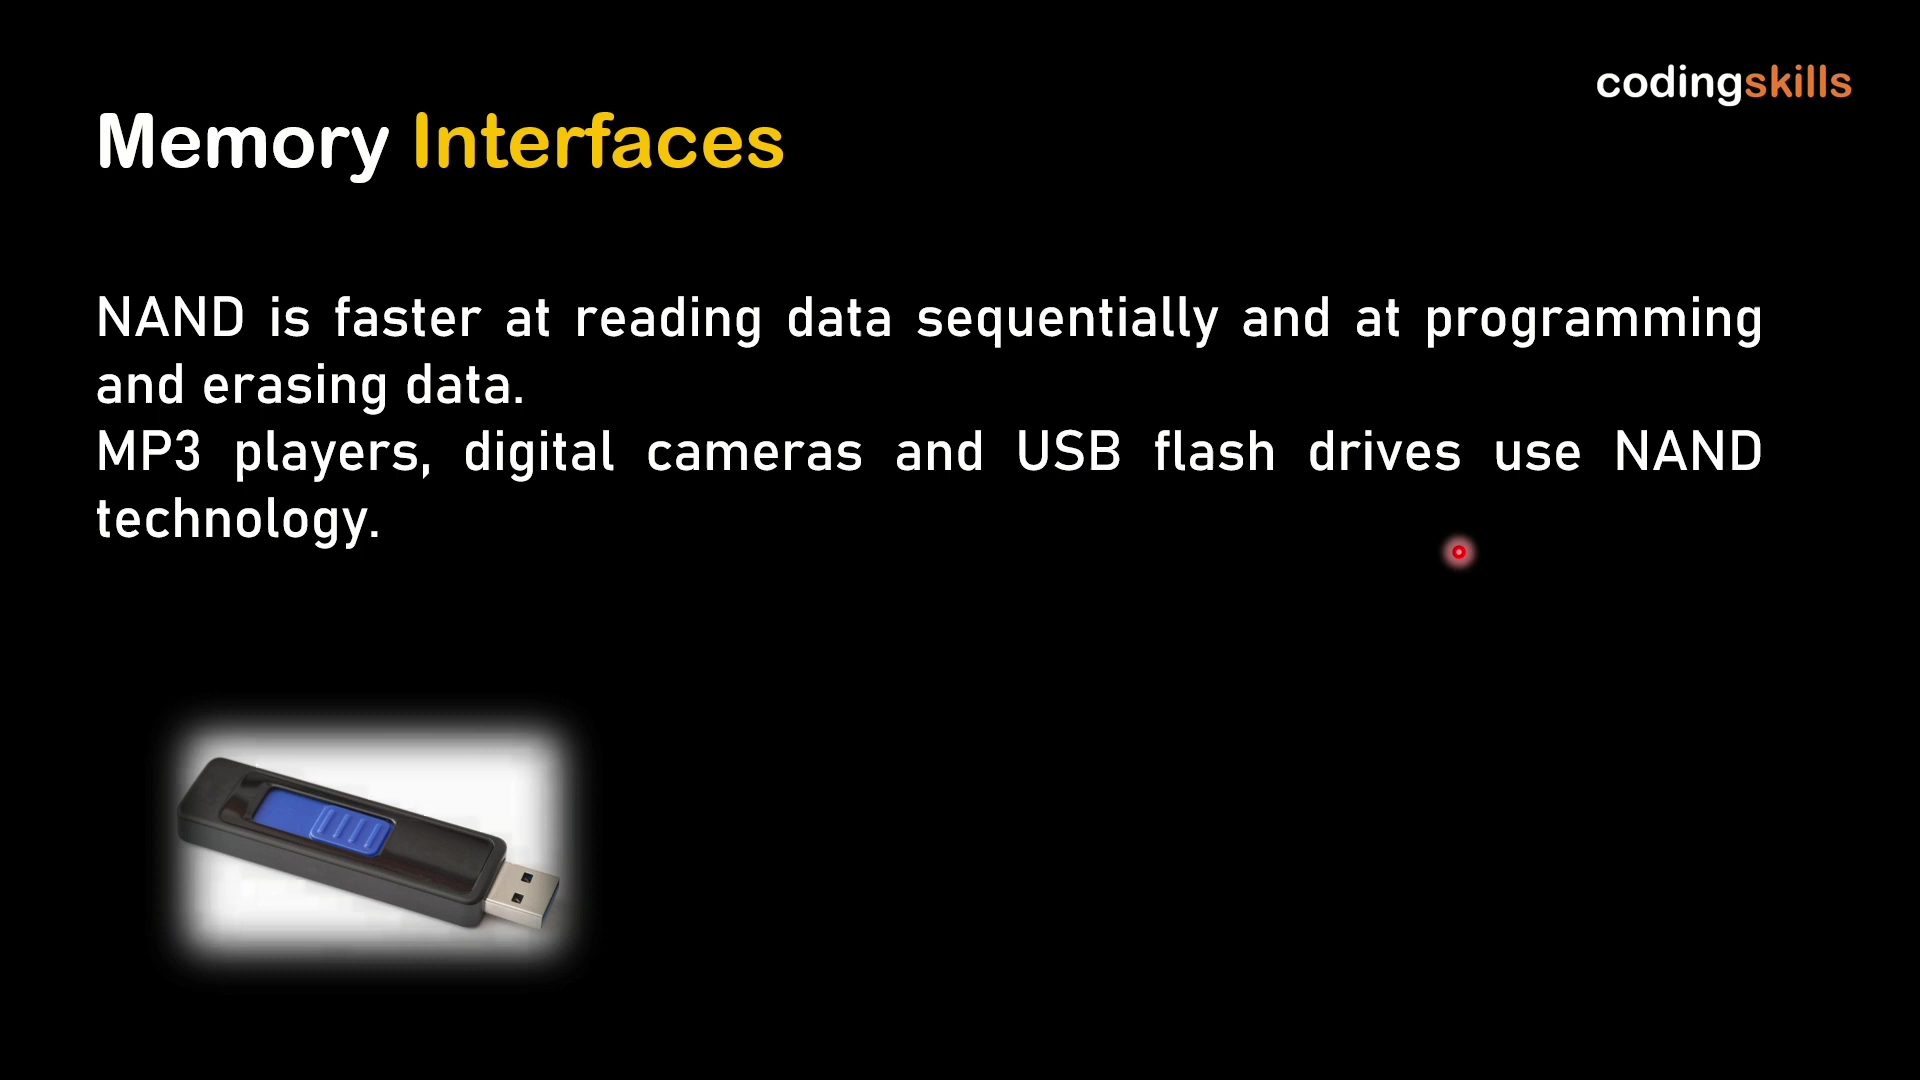 codingskills
Memory Interfaces
NAND is faster at reading data sequentially and at programming
and erasing data.
MP3 players, digital cameras and USB flash drives use NAND
technology.